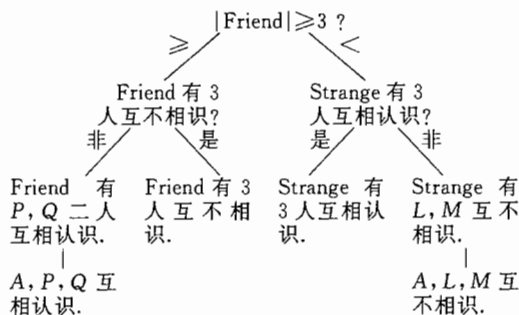 |Friend|≥3 ?
≥ <
Friend 有 3 Strange 有 3
人互不相识? 人互相认识?
非 是 是 非
Friend 有 Friend 有 3 Strange 有 Strange 有
P, Q 二人 人 互 不 相 3 人互相认 L, M 互不
互相认识. 识. 识. 相识.
A, P, Q 互 A, L, M 互
相认识. 不相识.